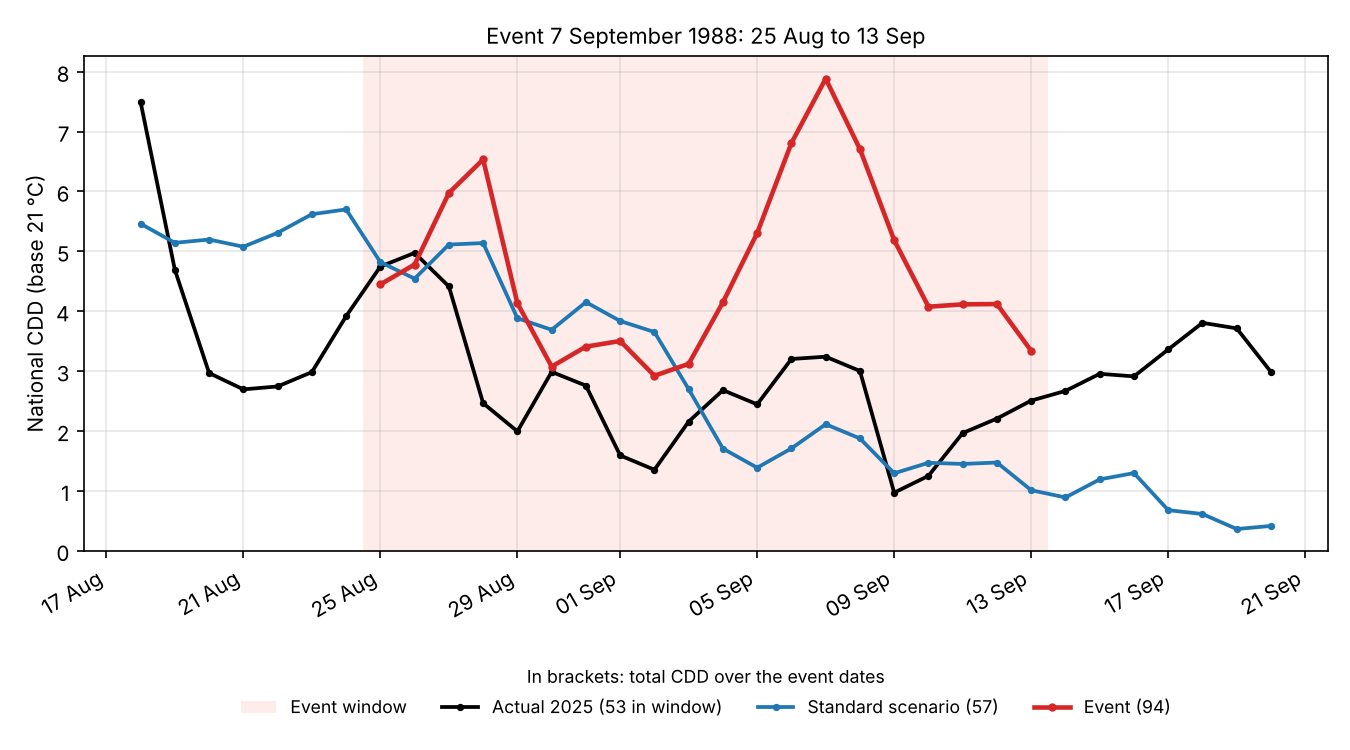 Event 7 September 1988: 25 Aug to 13 Sep
National CDD (base 21 °C)
8
7
6
5
4
3
2
1
0
17 Aug
21 Aug
25 Aug
29 Aug
01 Sep
05 Sep
09 Sep
13 Sep
17 Sep
21 Sep
In brackets: total CDD over the event dates
Event window
Actual 2025 (53 in window)
Standard scenario (57)
Event (94)